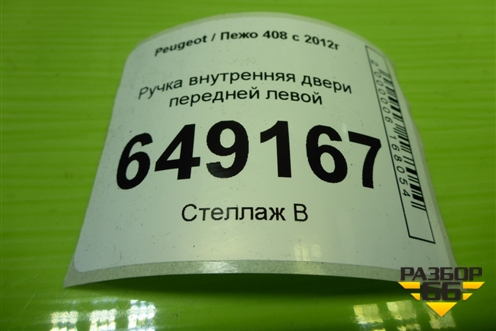 Peugeot / Пежо 408 с 2012г
Ручка внутренняя двери
передней левой
649167
Стеллаж В
РАЗБОР
66